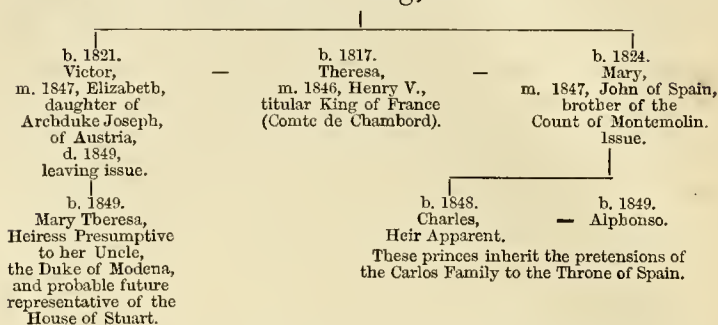 b. 1821.
Victor,
m. 1847, Elizabeth,
daughter of
Archduke Joseph,
of Austria,
d. 1849,
leaving issue.
b. 1817.
Theresa,
m. 1846, Henry V.,
titular King of France
(Comte de Chambord).
b. 1824.
Mary,
m. 1847, John of Spain,
brother of the
Count of Montemolin.
Issue.
b. 1849.
Mary Theresa,
Heiress Presumptive
to her Uncle,
the Duke of Modena,
and probable future
representative of the
House of Stuart.
b. 1848.
Charles,
Heir Apparent.
b. 1849.
Alphonso.
These princes inherit the pretensions of
the Carlos Family to the Throne of Spain.